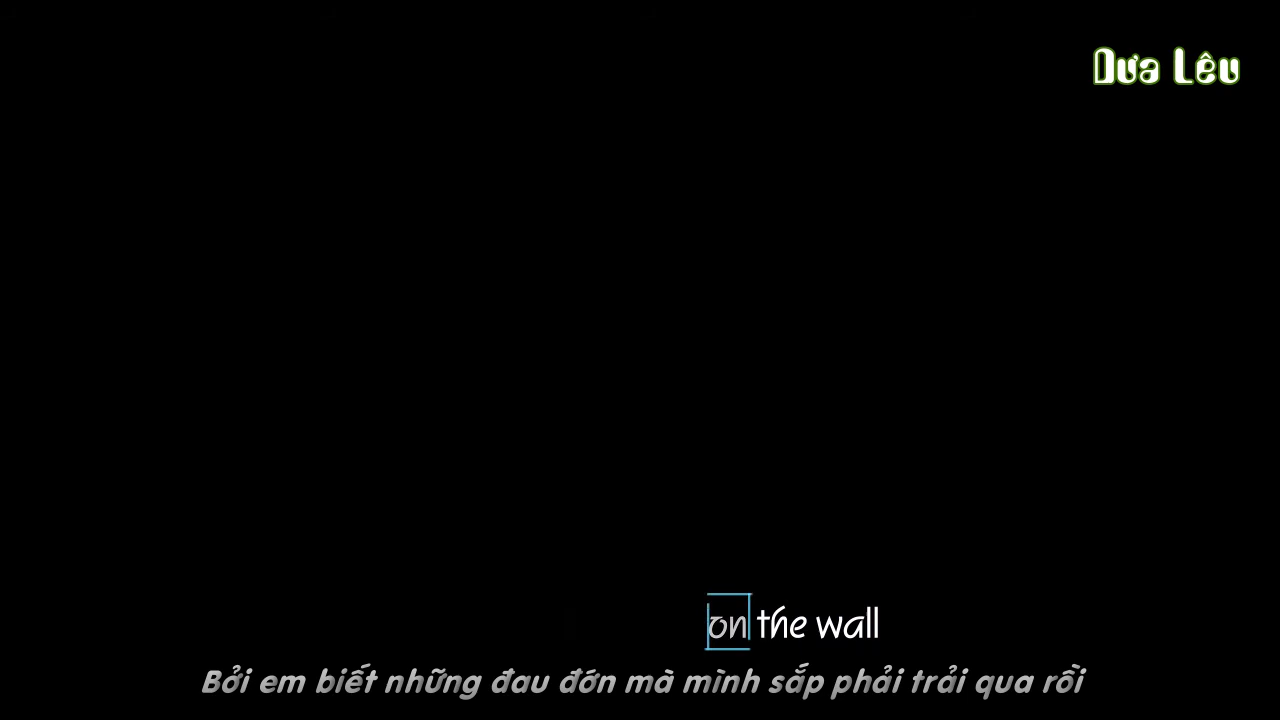 Dưa Lêu
on the wall
Bởi em biết những đau đớn mà mình sắp phải trải qua rồi